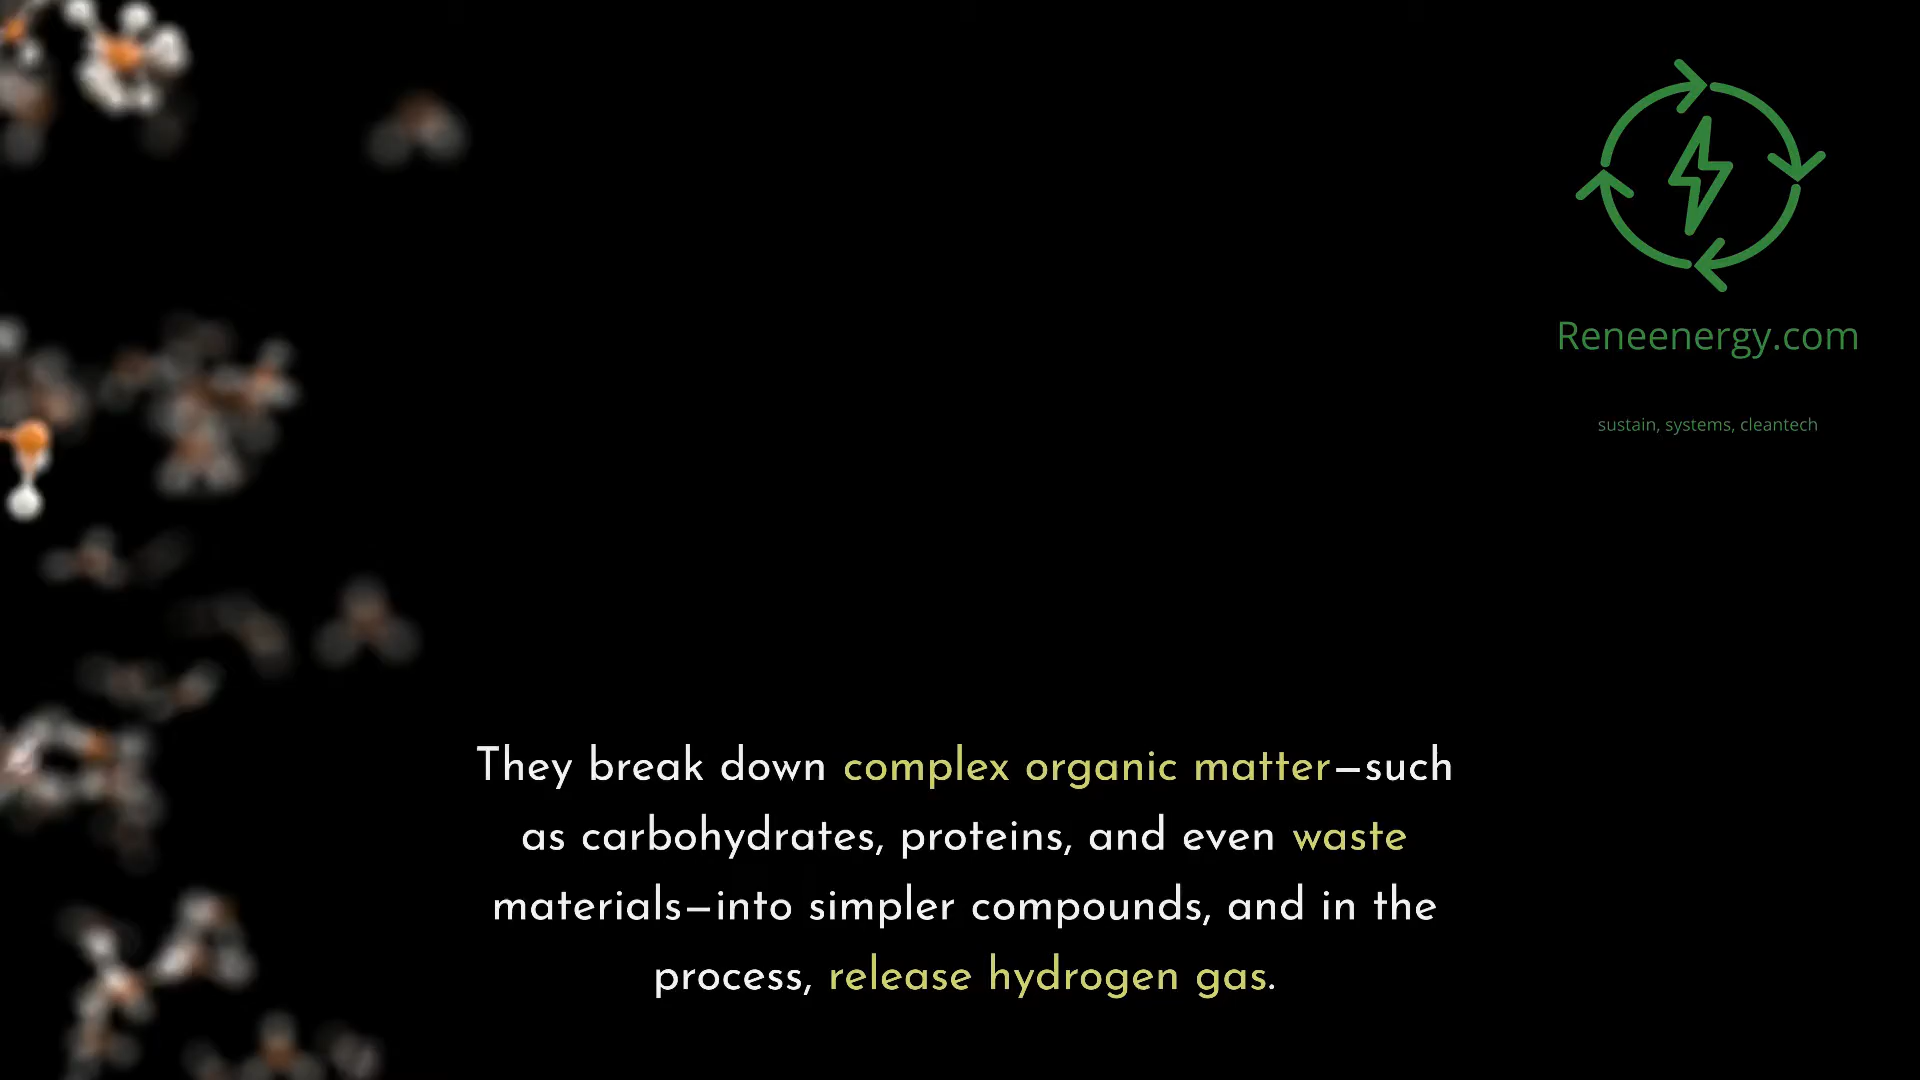 Reneenergy.com
sustain, systems, cleantech
They break down complex organic matter—such
as carbohydrates, proteins, and even waste
materials—into simpler compounds, and in the
process, release hydrogen gas.